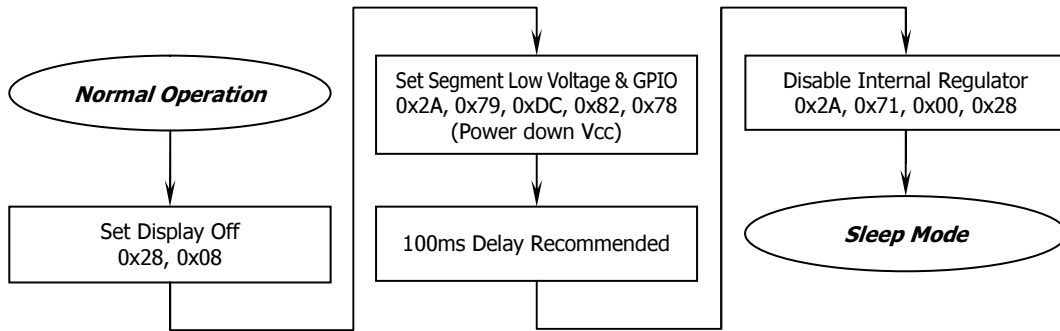 Normal Operation
Set Display Off
0x28, 0x08
Set Segment Low Voltage & GPIO
0x2A, 0x79, 0xDC, 0x82, 0x78
(Power down Vcc)
100ms Delay Recommended
Disable Internal Regulator
0x2A, 0x71, 0x00, 0x28
Sleep Mode